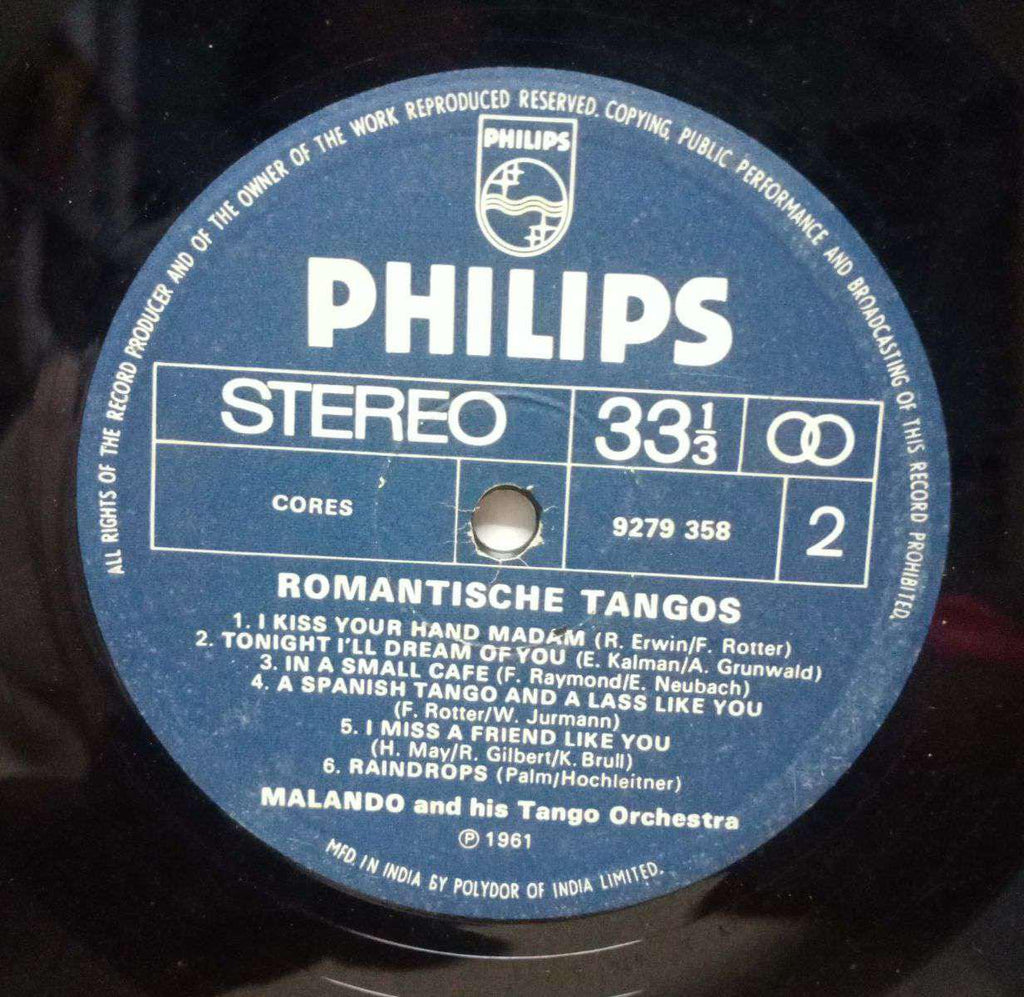 ALL RIGHTS OF THE RECORD PRODUCER AND OF THE OWNER OF THE WORK REPRODUCED RESERVED. COPYING, PUBLIC PERFORMANCE AND BROADCASTING OF THIS RECORD PROHIBITED.
PHILIPS
PHILIPS
STEREO 33 1/3
CORES 9279 358 2
ROMANTISCHE TANGOS
1. I KISS YOUR HAND MADAM (R. Erwin/F. Rotter)
2. TONIGHT I'LL DREAM OF YOU (E. Kalman/A. Grunwald)
3. IN A SMALL CAFE (F. Raymond/E. Neubach)
4. A SPANISH TANGO AND A LASS LIKE YOU
(F. Rotter/W. Jurmann)
5. I MISS A FRIEND LIKE YOU
(H. May/R. Gilbert/K. Brull)
6. RAINDROPS (Palm/Hochleitner)
MALANDO and his Tango Orchestra
℗ 1961
MFD. IN INDIA BY POLYDOR OF INDIA LIMITED.